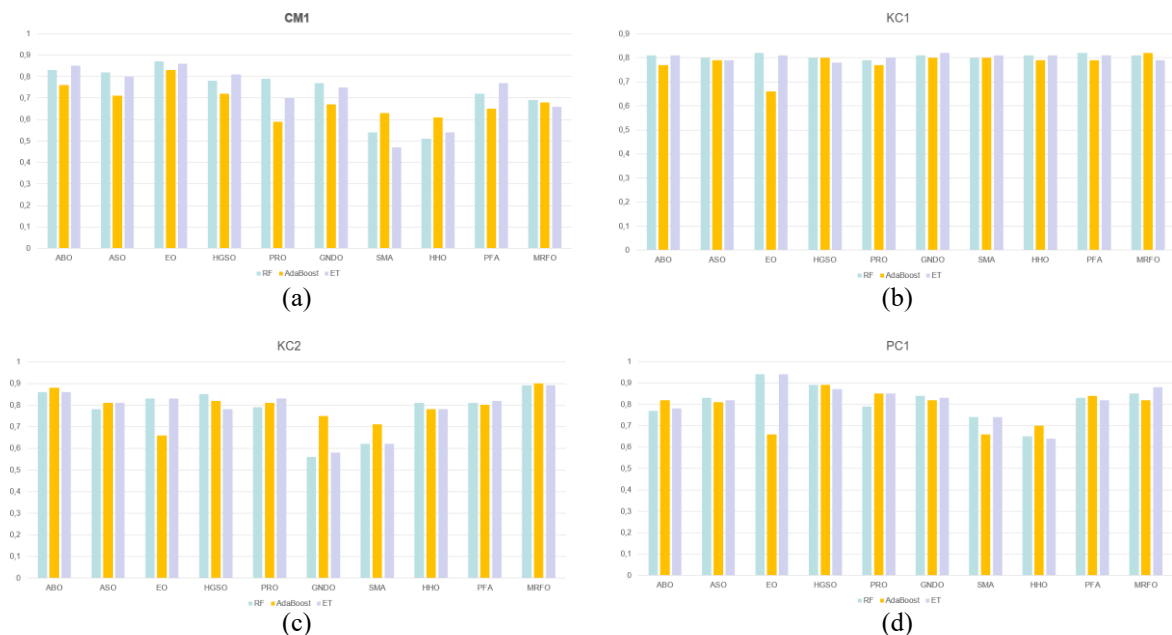 CM1
1
0,9
0,8
0,7
0,6
0,5
0,4
0,3
0,2
0,1
0
ABO ASO EO HGSO PRO GNDO SMA HHO PFA MRFO
RF AdaBoost ET
(a)
KC1
0,9
0,8
0,7
0,6
0,5
0,4
0,3
0,2
0,1
0
ABO ASO EO HGSO PRO GNDO SMA HHO PFA MRFO
RF AdaBoost ET
(b)
KC2
1
0,9
0,8
0,7
0,6
0,5
0,4
0,3
0,2
0,1
0
ABO ASO EO HGSO PRO GNDO SMA HHO PFA MRFO
RF AdaBoost ET
(c)
PC1
1
0,9
0,8
0,7
0,6
0,5
0,4
0,3
0,2
0,1
0
ABO ASO EO HGSO PRO GNDO SMA HHO PFA MRFO
RF AdaBoost ET
(d)